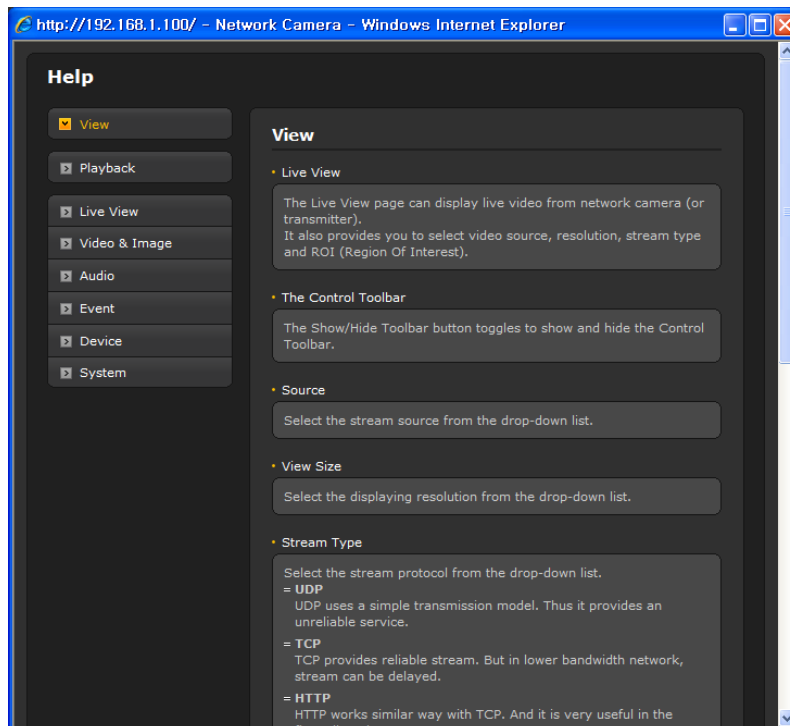 http://192.168.1.100/ - Network Camera - Windows Internet Explorer
Help
View
Playback
Live View
Video & Image
Audio
Event
Device
System
View
• Live View
The Live View page can display live video from network camera (or
transmitter).
It also provides you to select video source, resolution, stream type
and ROI (Region Of Interest).
• The Control Toolbar
The Show/Hide Toolbar button toggles to show and hide the Control
Toolbar.
• Source
Select the stream source from the drop-down list.
• View Size
Select the displaying resolution from the drop-down list.
• Stream Type
Select the stream protocol from the drop-down list.
= UDP
UDP uses a simple transmission model. Thus it provides an
unreliable service.
= TCP
TCP provides reliable stream. But in lower bandwidth network,
stream can be delayed.
= HTTP
HTTP works similar way with TCP. And it is very useful in the